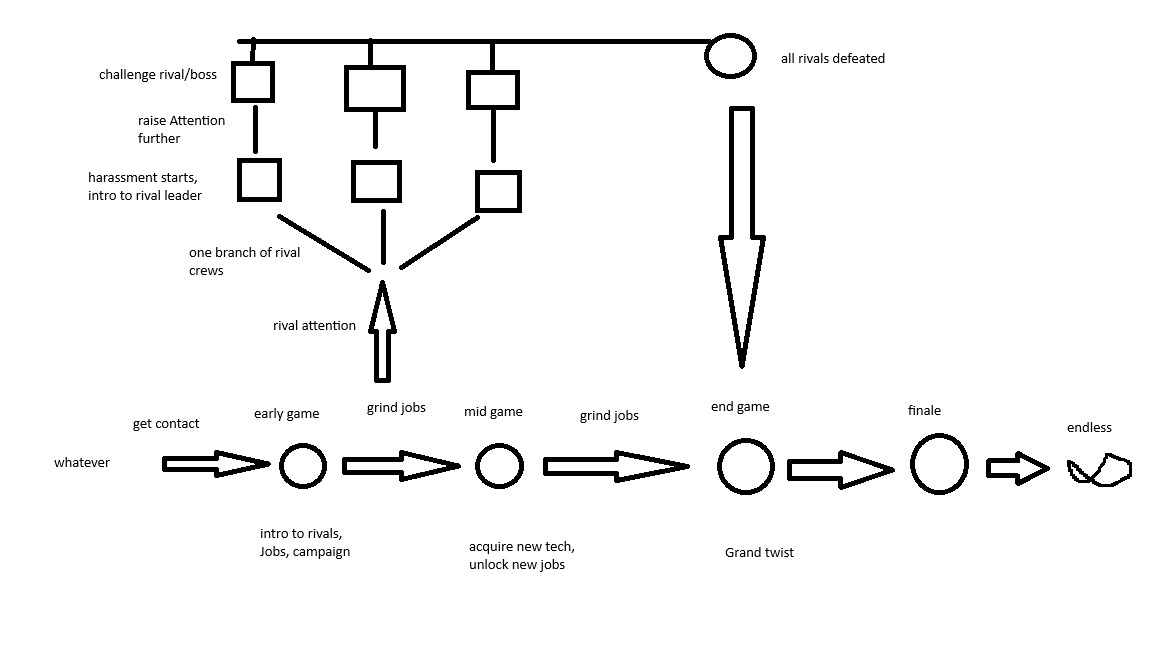 challenge rival/boss
all rivals defeated
raise Attention
further
harassment starts,
intro to rival leader
one branch of rival
crews
rival attention
whatever
get contact
early game
grind jobs
mid game
grind jobs
end game
finale
endless
intro to rivals,
Jobs, campaign
acquire new tech,
unlock new jobs
Grand twist